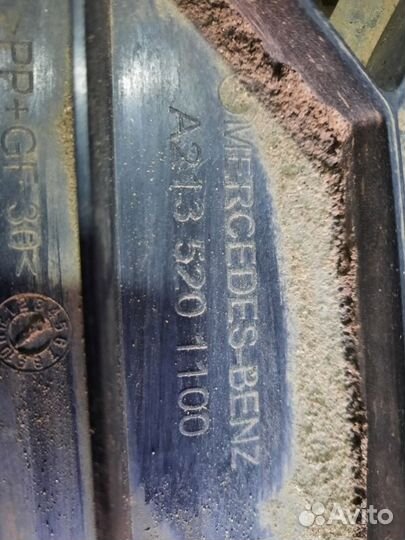 MERCEDES-BENZ
A213 520 1100
>PP+GF30<
Avito